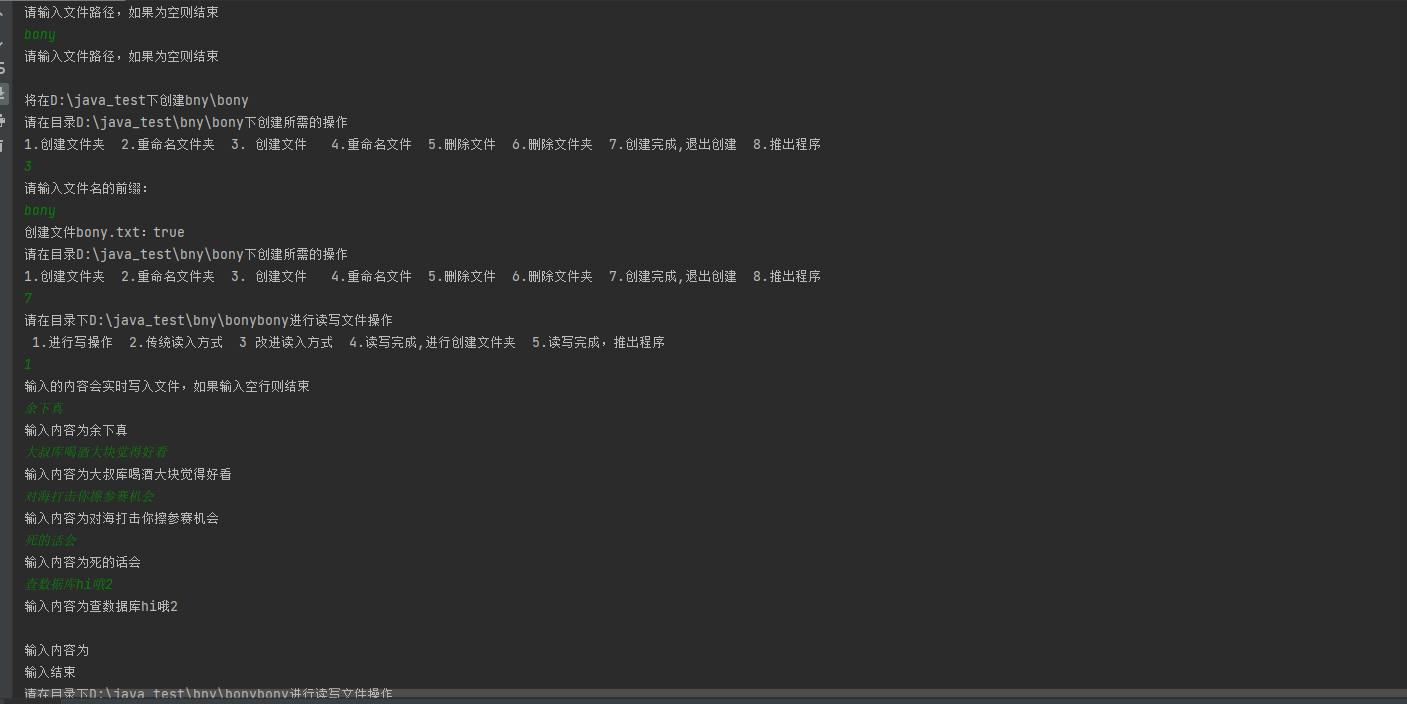 请输入文件路径，如果为空则结束
bony
请输入文件路径，如果为空则结束
将在D:\java_test下创建bny\bony
请在目录D:\java_test\bny\bony下创建所需的操作
1.创建文件夹  2.重命名文件夹  3. 创建文件   4.重命名文件  5.删除文件  6.删除文件夹  7.创建完成,退出创建  8.推出程序
3
请输入文件名的前缀：
bony
创建文件bony.txt：true
请在目录D:\java_test\bny\bony下创建所需的操作
1.创建文件夹  2.重命名文件夹  3. 创建文件   4.重命名文件  5.删除文件  6.删除文件夹  7.创建完成,退出创建  8.推出程序
7
请在目录下D:\java_test\bny\bonybony进行读写文件操作
1.进行写操作  2.传统读入方式  3 改进读入方式  4.读写完成,进行创建文件夹  5.读写完成，推出程序
1
输入的内容会实时写入文件，如果输入空行则结束
余下真
输入内容为余下真
大叔库喝酒大块觉得好看
输入内容为大叔库喝酒大块觉得好看
对海打击你擦参赛机会
输入内容为对海打击你擦参赛机会
死的话会
输入内容为死的话会
查数据库hi哦2
输入内容为查数据库hi哦2
输入内容为
输入结束
请在目录下D:\java_test\bny\bonybony进行读写文件操作